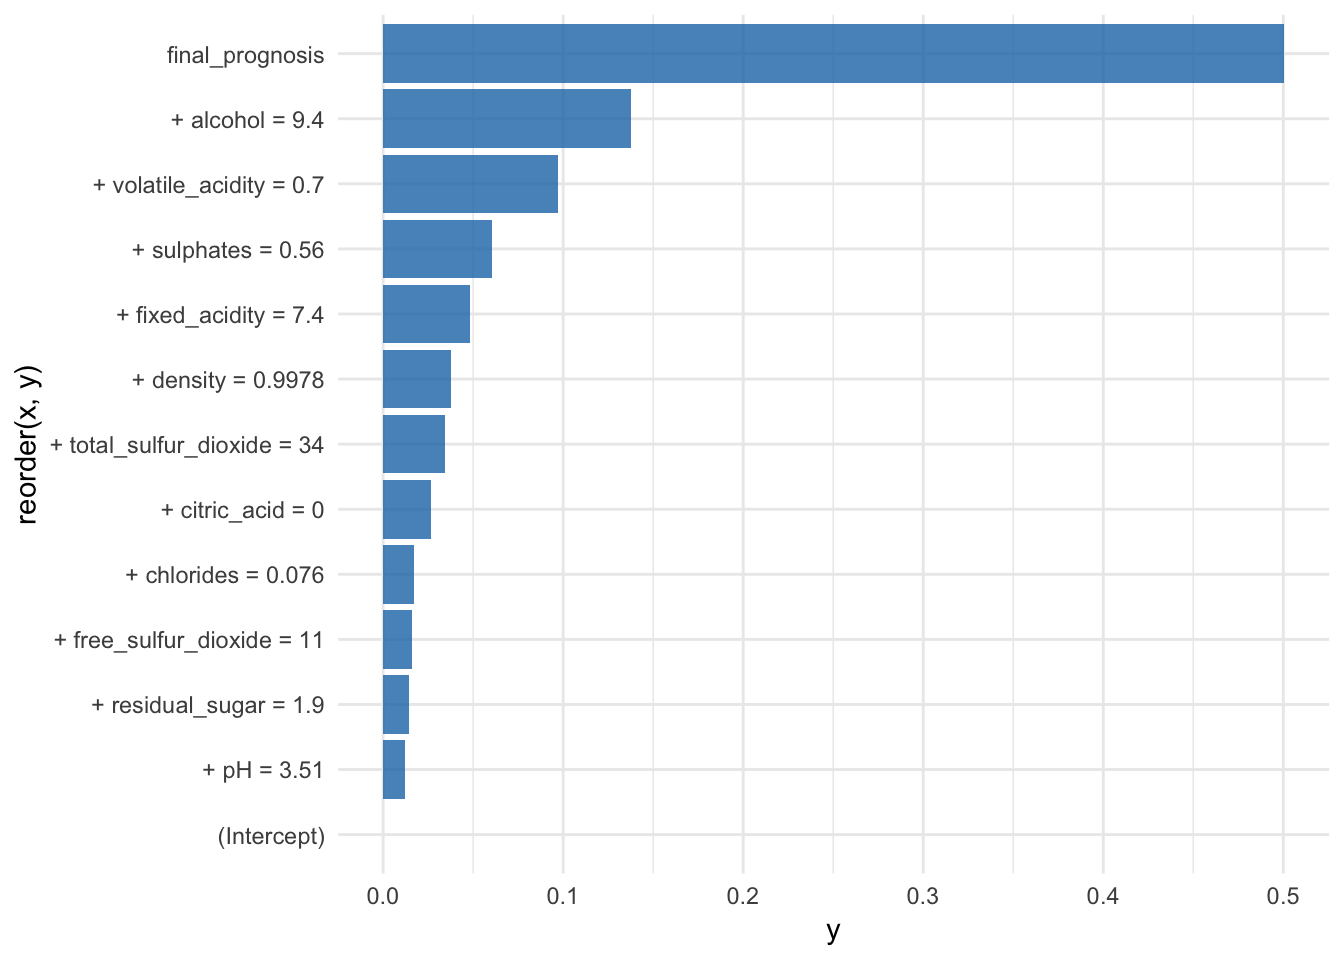 final_prognosis
+ alcohol = 9.4
+ volatile_acidity = 0.7
+ sulphates = 0.56
+ fixed_acidity = 7.4
+ density = 0.9978
+ total_sulfur_dioxide = 34
+ citric_acid = 0
+ chlorides = 0.076
+ free_sulfur_dioxide = 11
+ residual_sugar = 1.9
+ pH = 3.51
(Intercept)
reorder(x, y)
0.0 0.1 0.2 0.3 0.4 0.5
y